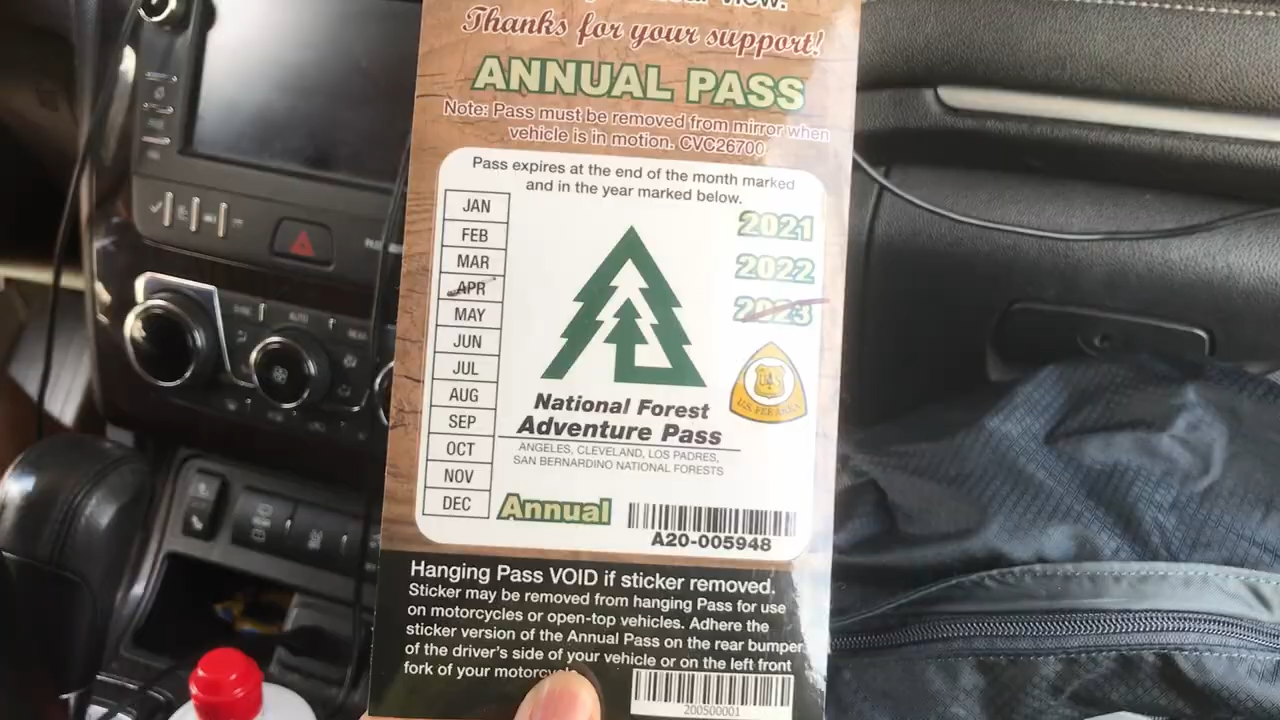 view.
Thanks for your support!
ANNUAL PASS
Note: Pass must be removed from mirror when
vehicle is in motion. CVC26700
Pass expires at the end of the month marked
and in the year marked below.
JAN
FEB
MAR
APR
MAY
JUN
JUL
AUG
SEP
OCT
NOV
DEC
2021
2022
2023
U.S. FEE AREA
National Forest
Adventure Pass
ANGELES, CLEVELAND, LOS PADRES,
SAN BERNARDINO NATIONAL FORESTS
Annual
A20-005948
Hanging Pass VOID if sticker removed.
Sticker may be removed from hanging Pass for use
on motorcycles or open-top vehicles. Adhere the
sticker version of the Annual Pass on the rear bumper
of the driver's side of your vehicle or on the left front
fork of your
200500001
AUTO
REAR